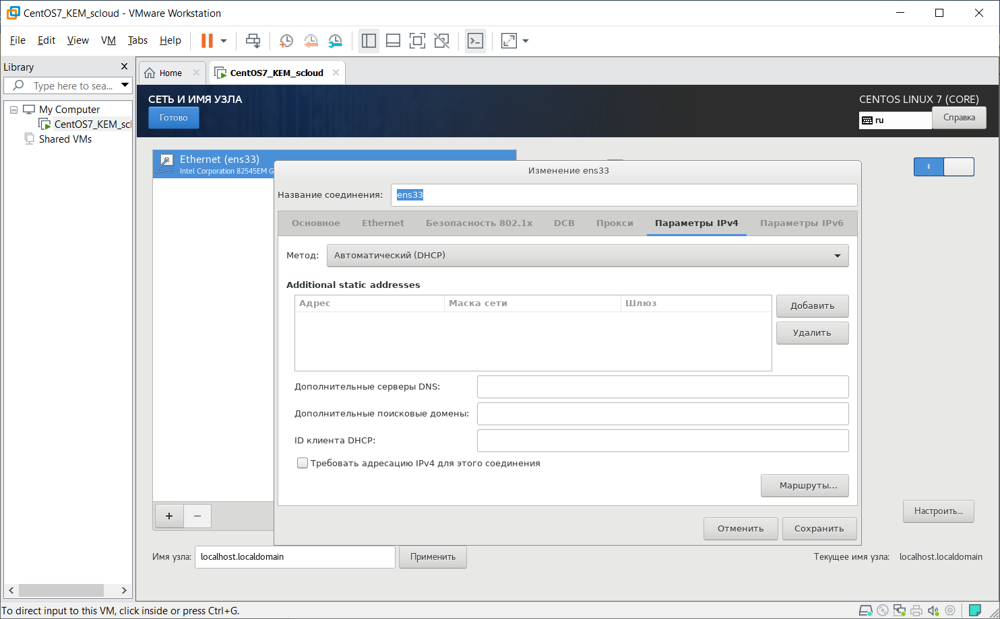 CentOS7_KEM_scloud - VMware Workstation
File Edit View VM Tabs Help
Library
Type here to sea...
My Computer
CentOS7_KEM_scl
Shared VMs
Home
CentOS7_KEM_scloud
СЕТЬ И ИМЯ УЗЛА
Готово
CENTOS LINUX 7 (CORE)
ru
Справка
Ethernet (ens33)
Intel Corporation 82545EM G
Изменение ens33
Название соединения: ens33
Основное Ethernet Безопасность 802.1x DCB Прокси Параметры IPv4 Параметры IPv6
Метод: Автоматический (DHCP)
Additional static addresses
Адрес Маска сети Шлюз
Добавить
Удалить
Дополнительные серверы DNS:
Дополнительные поисковые домены:
ID клиента DHCP:
Требовать адресацию IPv4 для этого соединения
Маршруты...
Отменить Сохранить
Настроить...
Имя узла: localhost.localdomain Применить
Текущее имя узла: localhost.localdomain
To direct input to this VM, click inside or press Ctrl+G.